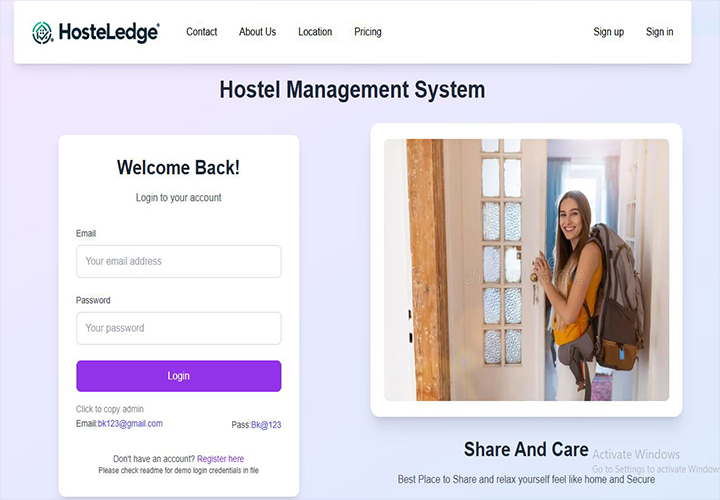 HosteLedge
Contact About Us Location Pricing Sign up Sign in
Hostel Management System
Welcome Back!
Login to your account
Email
Your email address
Password
Your password
Login
Click to copy admin
Email:bk123@gmail.com Pass:Bk@123
Don't have an account? Register here
Please check readme for demo login credentials in file
Share And Care
Best Place to Share and relax yourself feel like home and Secure
Activate Windows
Go to Settings to activate Windows